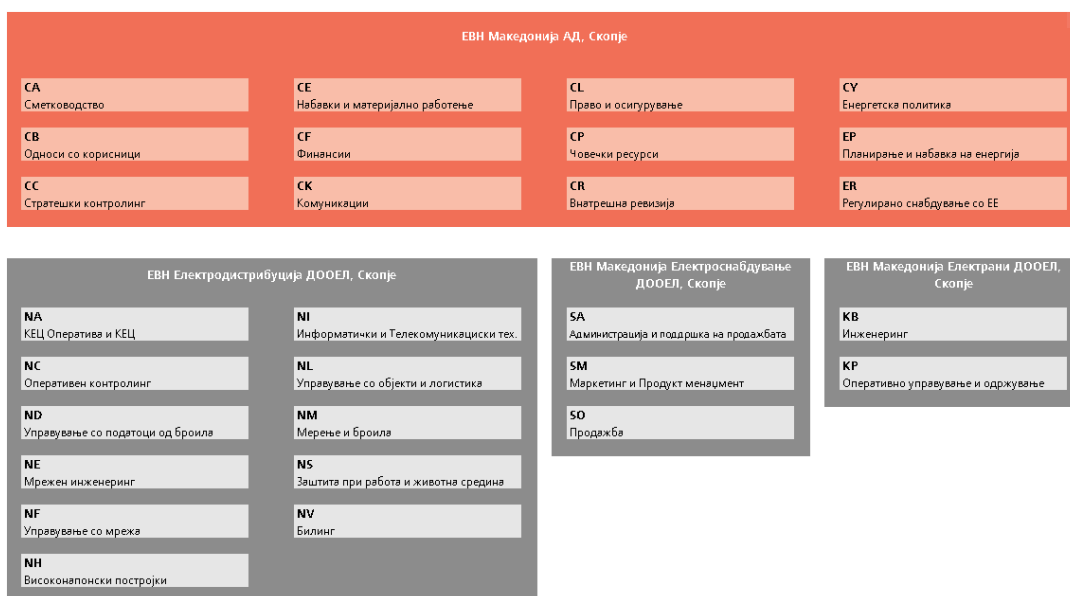 ЕВН Македонија АД, Скопје
CA
Сметководство
CE
Набавки и материјално работење
CL
Право и осигурување
CY
Енергетска политика
CB
Односи со корисници
CF
Финансии
CP
Човечки ресурси
EP
Планирање и набавка на енергија
CC
Стратешки контролинг
CK
Комуникации
CR
Внатрешна ревизија
ER
Регулирано снабдување со ЕЕ
ЕВН Електродистрибуција ДООЕЛ, Скопје
NA
КЕЦ Оператива и КЕЦ
NI
Информатички и Телекомуникациски тех.
NC
Оперативен контролинг
NL
Управување со објекти и логистика
ND
Управување со податоци од броила
NM
Мерење и броила
NE
Мрежен инженеринг
NS
Заштита при работа и животна средина
NF
Управување со мрежа
NV
Билинг
NH
Високонапонски постројки
ЕВН Македонија Електроснабдување
ДООЕЛ, Скопје
SA
Администрација и поддршка на продажбата
SM
Маркетинг и Продукт менаџмент
SO
Продажба
ЕВН Македонија Електрани ДООЕЛ,
Скопје
KB
Инженеринг
KP
Оперативно управување и одржување